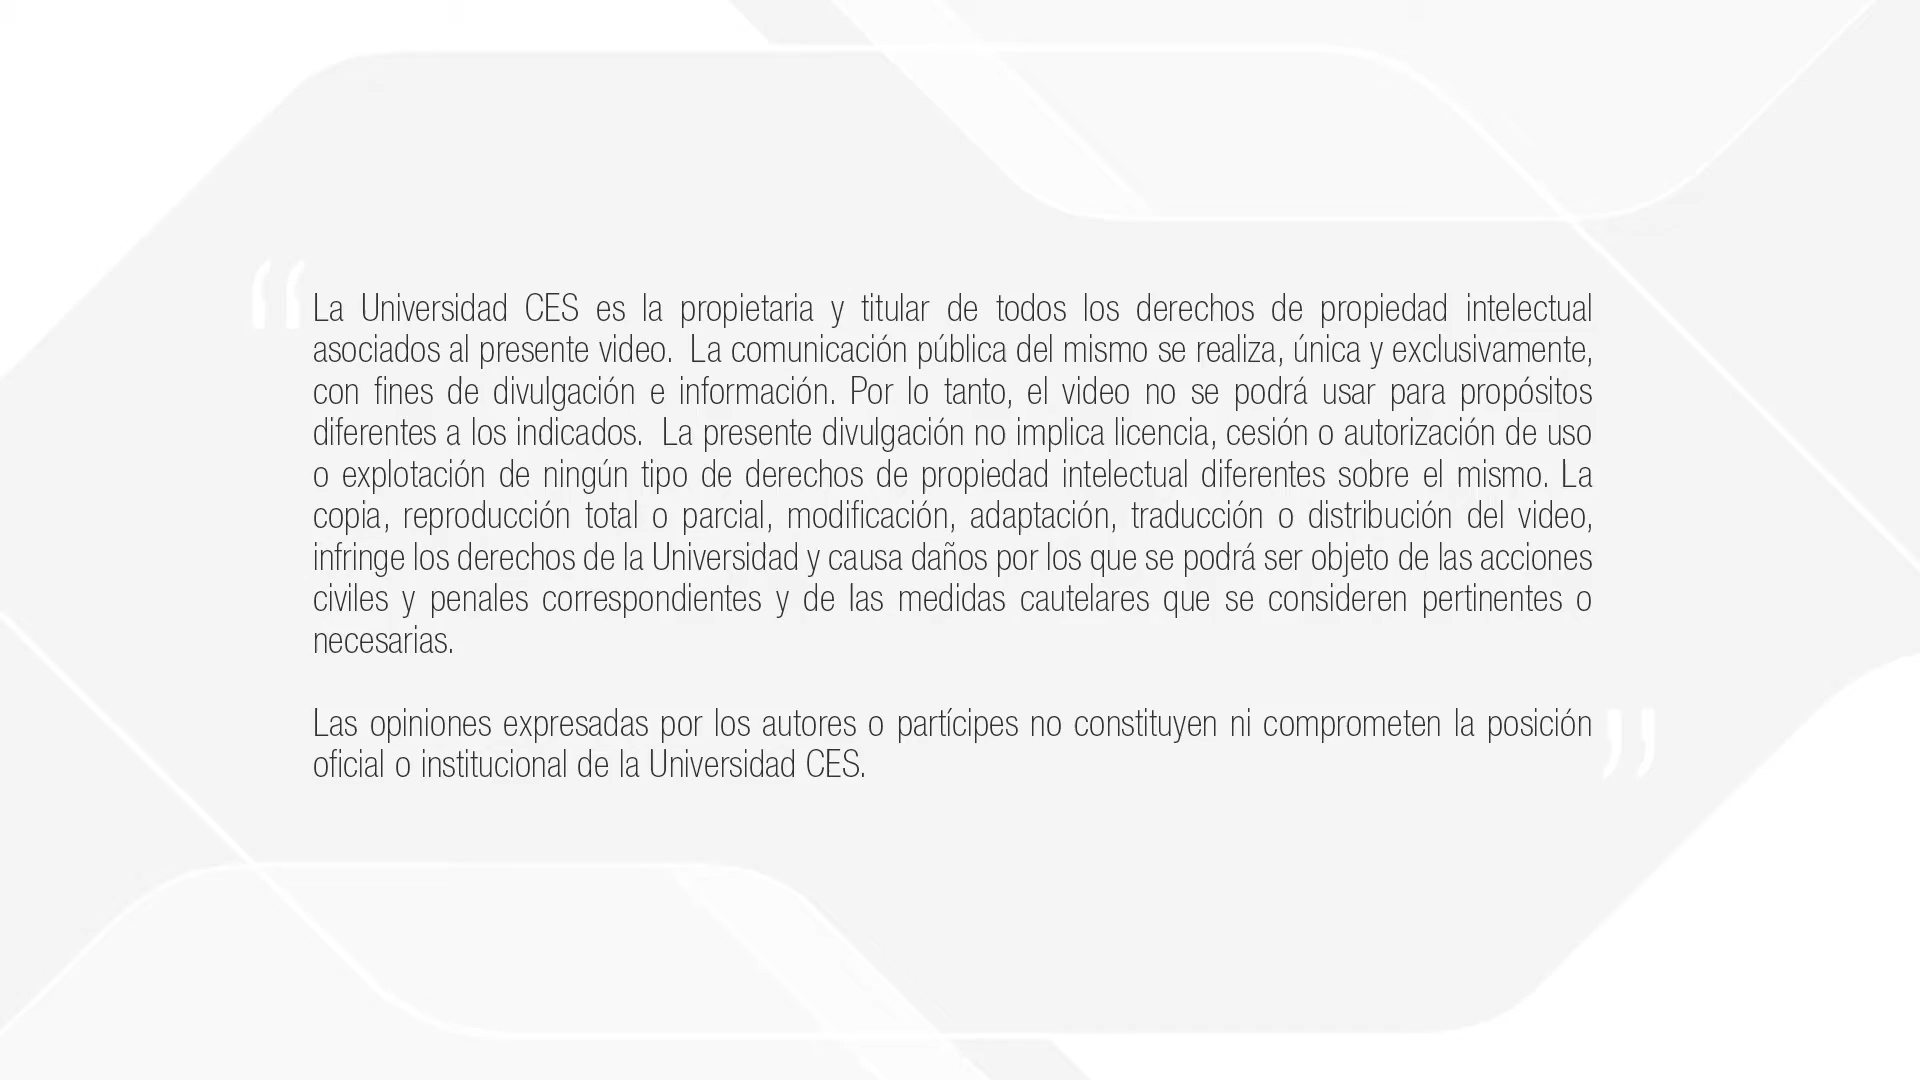 “
La Universidad CES es la propietaria y titular de todos los derechos de propiedad intelectual
asociados al presente video. La comunicación pública del mismo se realiza, única y exclusivamente,
con fines de divulgación e información. Por lo tanto, el video no se podrá usar para propósitos
diferentes a los indicados. La presente divulgación no implica licencia, cesión o autorización de uso
o explotación de ningún tipo de derechos de propiedad intelectual diferentes sobre el mismo. La
copia, reproducción total o parcial, modificación, adaptación, traducción o distribución del video,
infringe los derechos de la Universidad y causa daños por los que se podrá ser objeto de las acciones
civiles y penales correspondientes y de las medidas cautelares que se consideren pertinentes o
necesarias.
Las opiniones expresadas por los autores o partícipes no constituyen ni comprometen la posición
oficial o institucional de la Universidad CES.
”